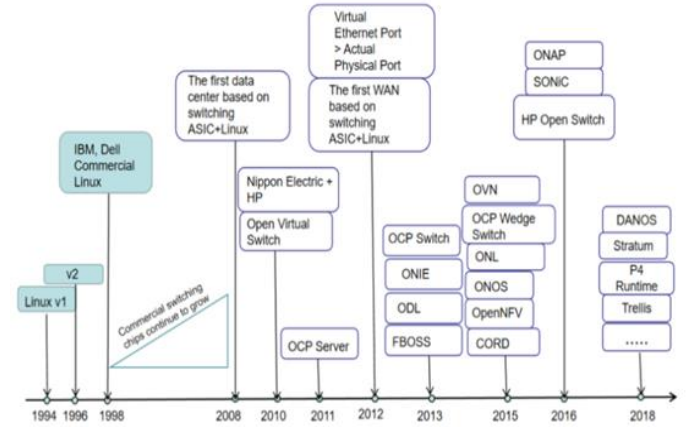 Virtual
Ethernet Port
> Actual
Physical Port
ONAP
SONiC
HP Open Switch
The first data
center based on
switching
ASIC+Linux
The first WAN
based on
switching
ASIC+Linux
IBM, Dell
Commercial
Linux
Nippon Electric +
HP
Open Virtual
Switch
OVN
OCP Wedge
Switch
ONL
ONOS
OpenNFV
CORD
OCP Switch
ONIE
ODL
FBOSS
DANOS
Stratum
P4
Runtime
Trellis
.....
v2
Linux v1
Commercial switching
chips continue to grow
OCP Server
1994 1996 1998 2008 2010 2011 2012 2013 2015 2016 2018